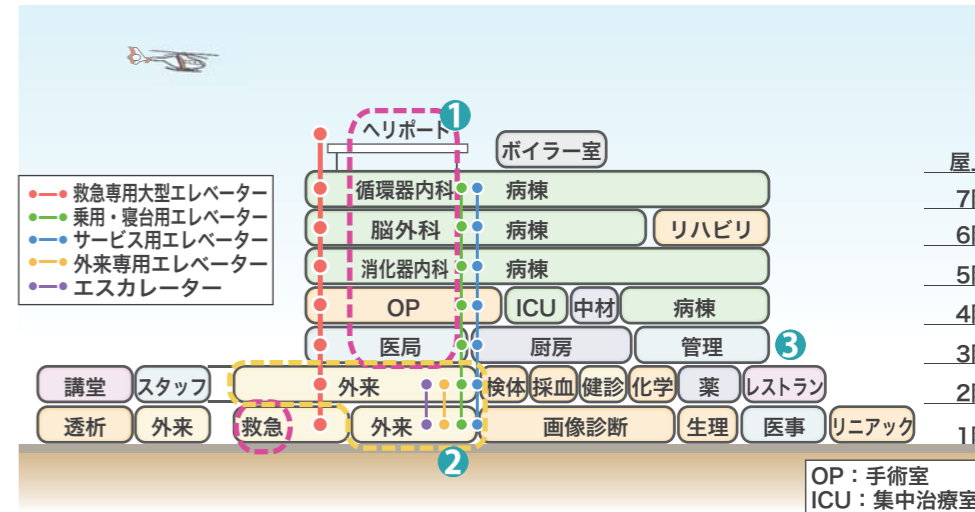 1
ヘリポート
ボイラー室
屋
救急専用大型エレベーター
乗用・寝台用エレベーター
サービス用エレベーター
外来専用エレベーター
エスカレーター
循環器内科 病棟
7
脳外科 病棟 リハビリ
6
消化器内科 病棟
5
OP ICU 中材 病棟
4
医局 厨房 管理 3
3
講堂 スタッフ 外来 検体 採血 健診 化学 薬 レストラン
2
透析 外来 救急 外来 画像診断 生理 医事 リニアック
1
2
OP：手術室
ICU：集中治療室